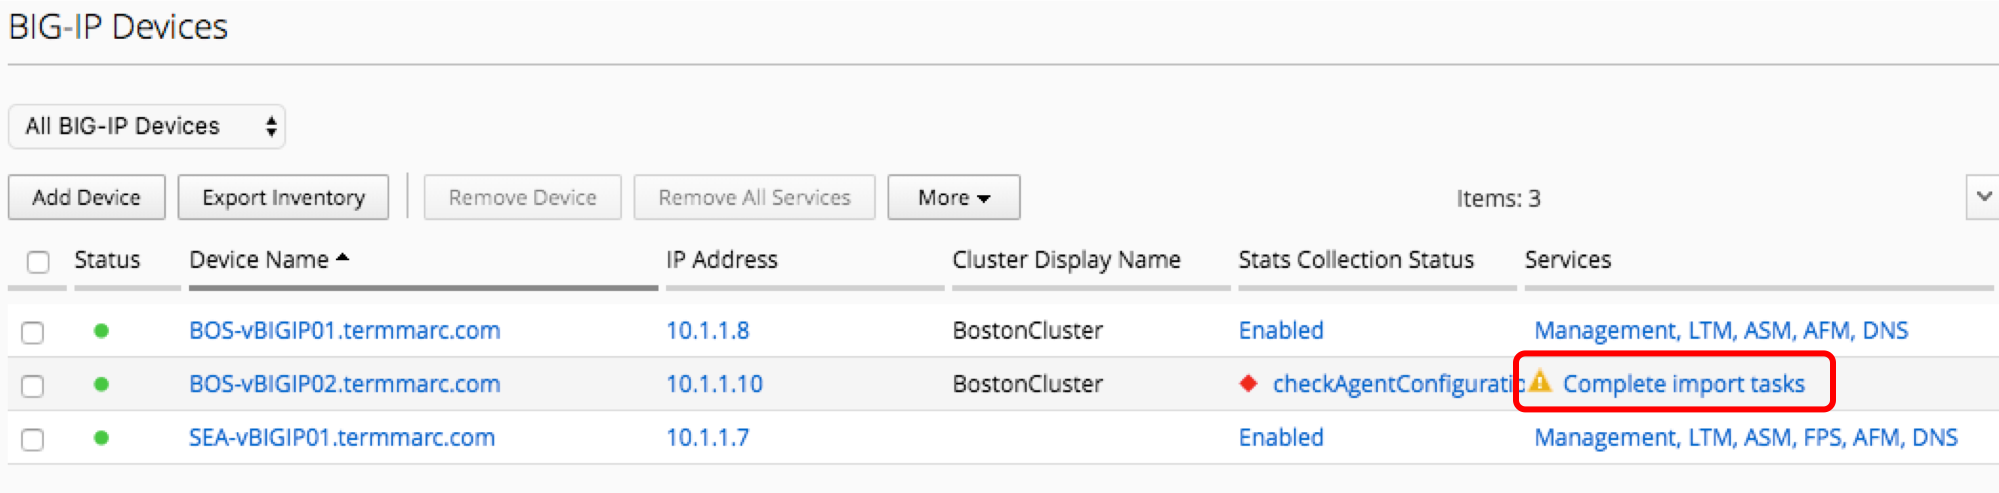 BIG-IP Devices
All BIG-IP Devices
Add Device Export Inventory Remove Device Remove All Services More Items: 3
Status Device Name IP Address Cluster Display Name Stats Collection Status Services
BOS-vBIGIP01.termmarc.com 10.1.1.8 BostonCluster Enabled Management, LTM, ASM, AFM, DNS
BOS-vBIGIP02.termmarc.com 10.1.1.10 BostonCluster checkAgentConfiguratio Complete import tasks
SEA-vBIGIP01.termmarc.com 10.1.1.7 Enabled Management, LTM, ASM, FPS, AFM, DNS